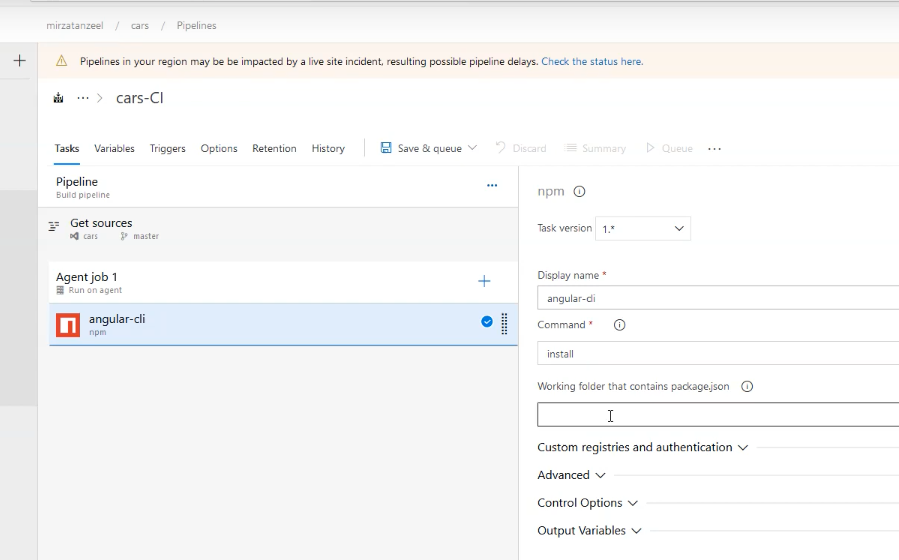 mirzatanzeel / cars / Pipelines
Pipelines in your region may be be impacted by a live site incident, resulting possible pipeline delays. Check the status here.
cars-CI
Tasks Variables Triggers Options Retention History Save & queue Discard Summary Queue
Pipeline
Build pipeline
Get sources
cars master
Agent job 1
Run on agent
angular-cli
npm
npm
Task version 1.*
Display name *
angular-cli
Command *
install
Working folder that contains package.json
Custom registries and authentication
Advanced
Control Options
Output Variables